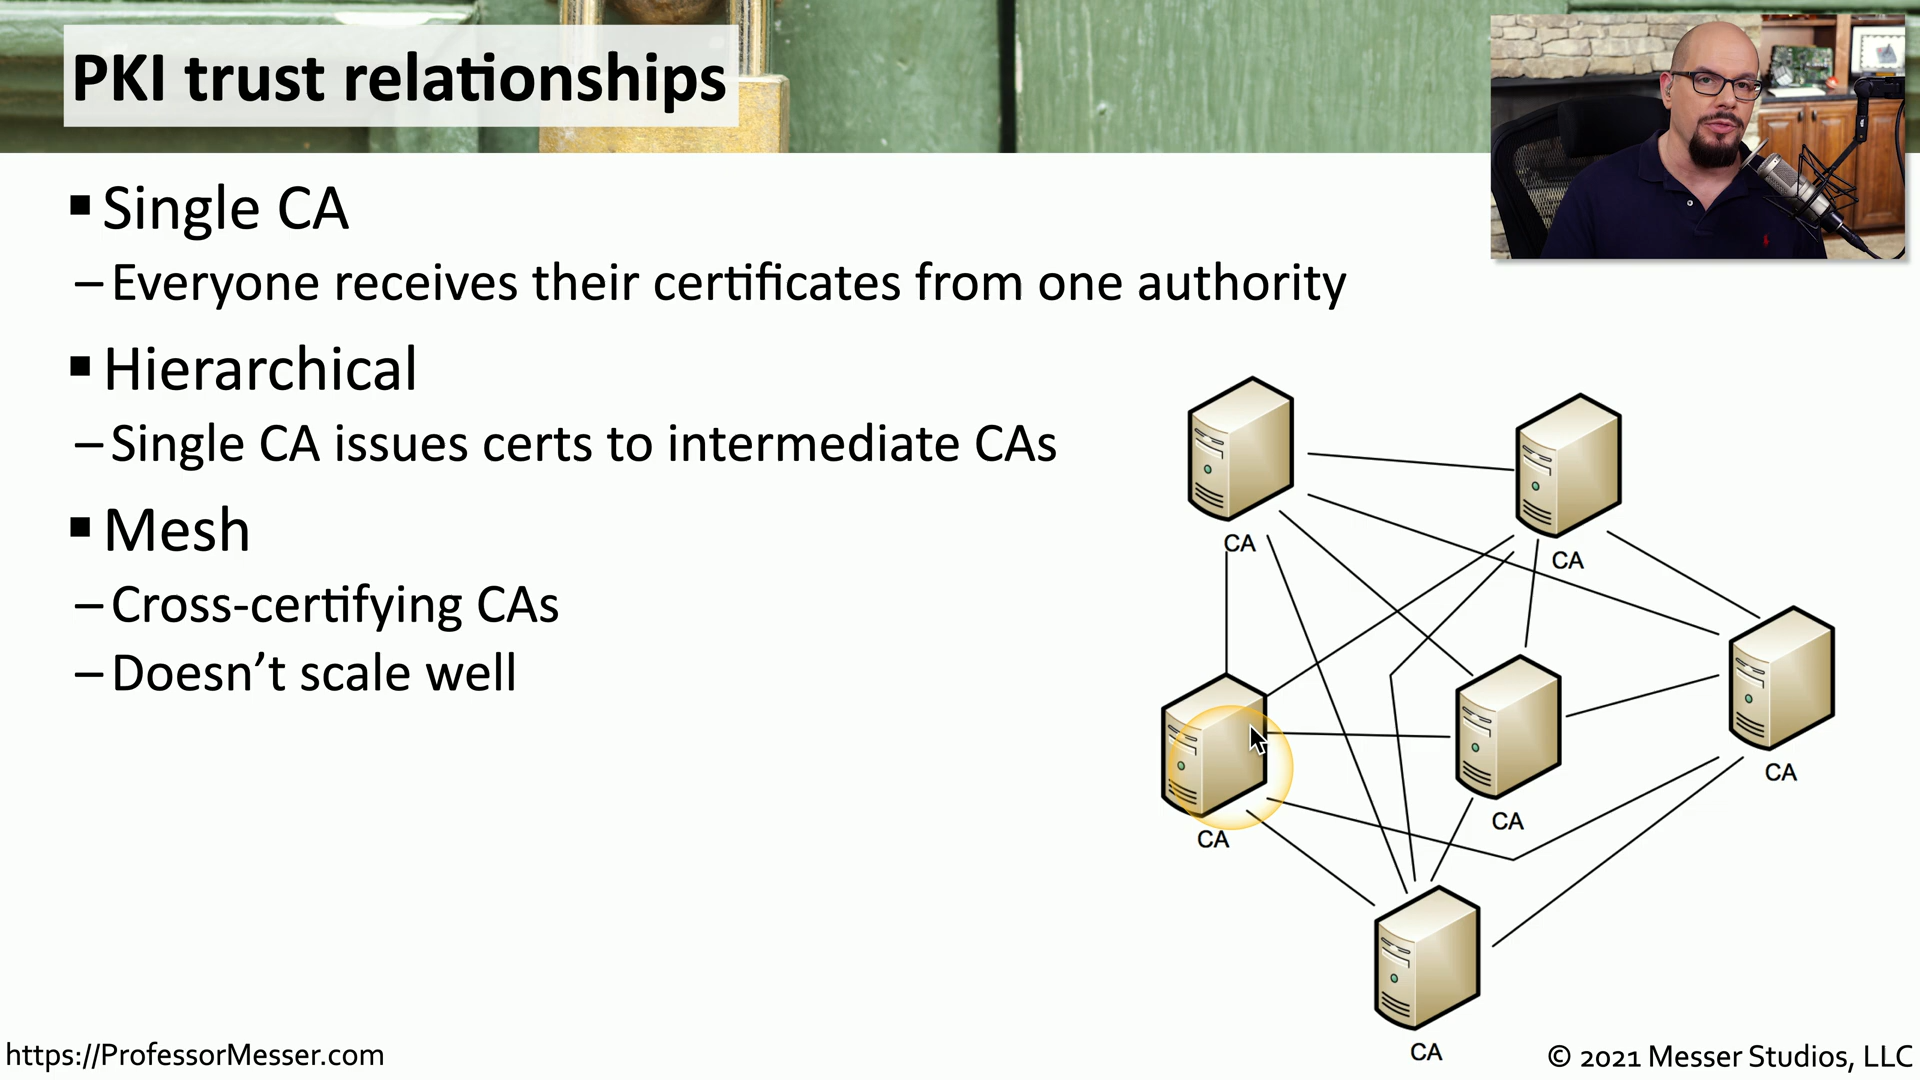 PKI trust relationships
Single CA
–Everyone receives their certificates from one authority
Hierarchical
–Single CA issues certs to intermediate CAs
Mesh
–Cross-certifying CAs
–Doesn’t scale well
CA
CA
CA
CA
CA
CA
https://ProfessorMesser.com
© 2021 Messer Studios, LLC